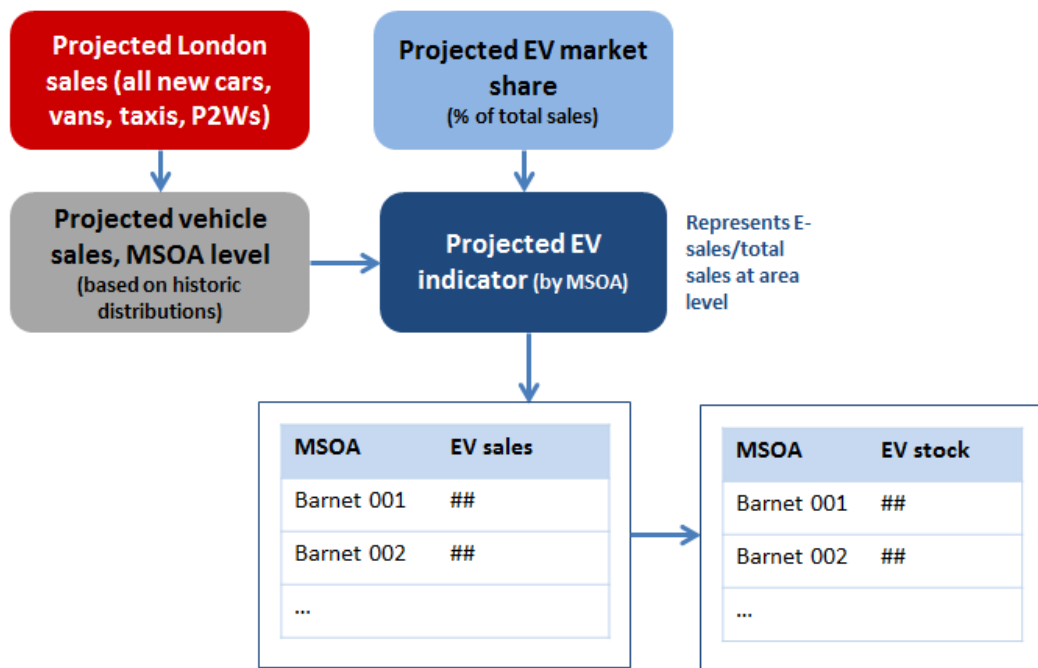 Projected London
sales (all new cars,
vans, taxis, P2Ws)
Projected EV market
share
(% of total sales)
Projected vehicle
sales, MSOA level
(based on historic
distributions)
Projected EV
indicator (by MSOA)
Represents E-
sales/total
sales at area
level
MSOA EV sales
Barnet 001 ##
Barnet 002 ##
...
MSOA EV stock
Barnet 001 ##
Barnet 002 ##
...